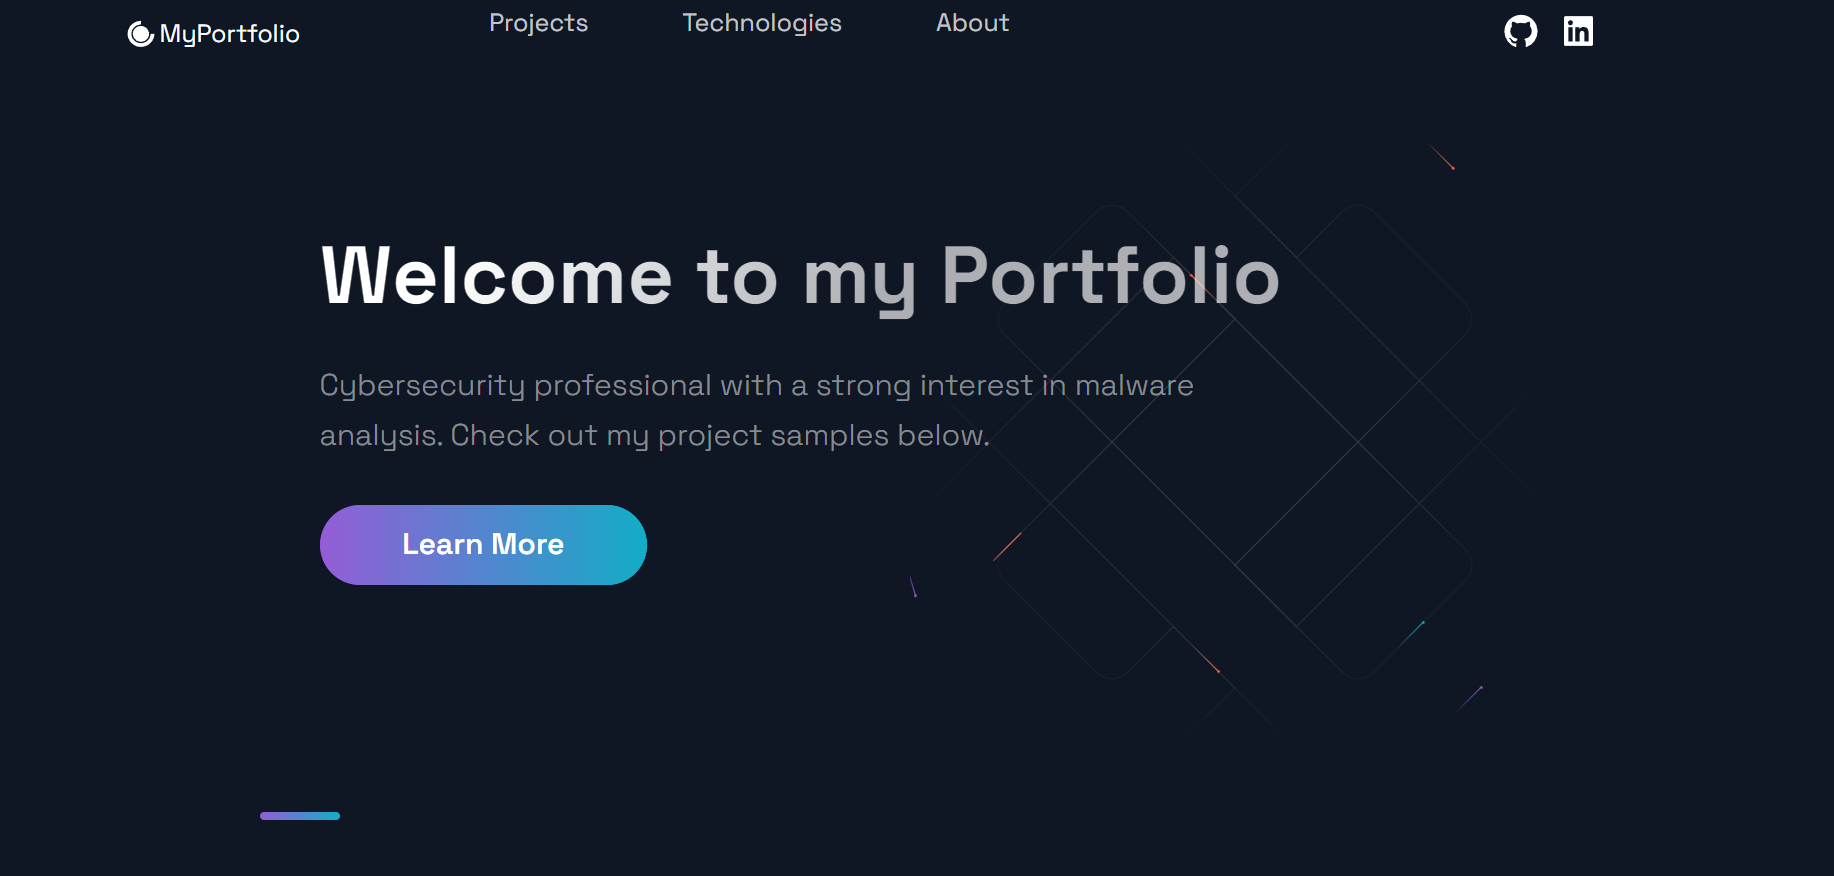 MyPortfolio
Projects
Technologies
About
Welcome to my Portfolio
Cybersecurity professional with a strong interest in malware
analysis. Check out my project samples below.
Learn More